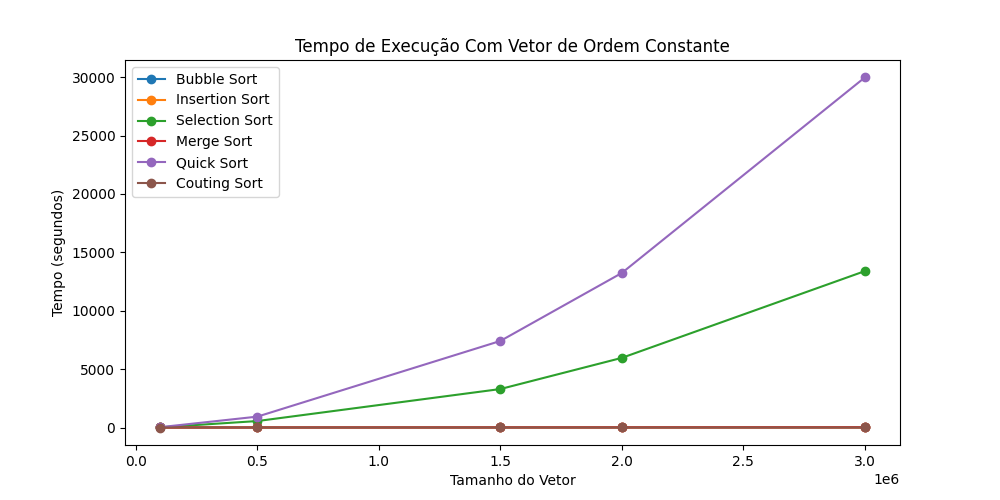 Tempo de Execução Com Vetor de Ordem Constante
Bubble Sort
Insertion Sort
Selection Sort
Merge Sort
Quick Sort
Couting Sort
Tempo (segundos)
30000
25000
20000
15000
10000
5000
0
0.0 0.5 1.0 1.5 2.0 2.5 3.0
1e6
Tamanho do Vetor